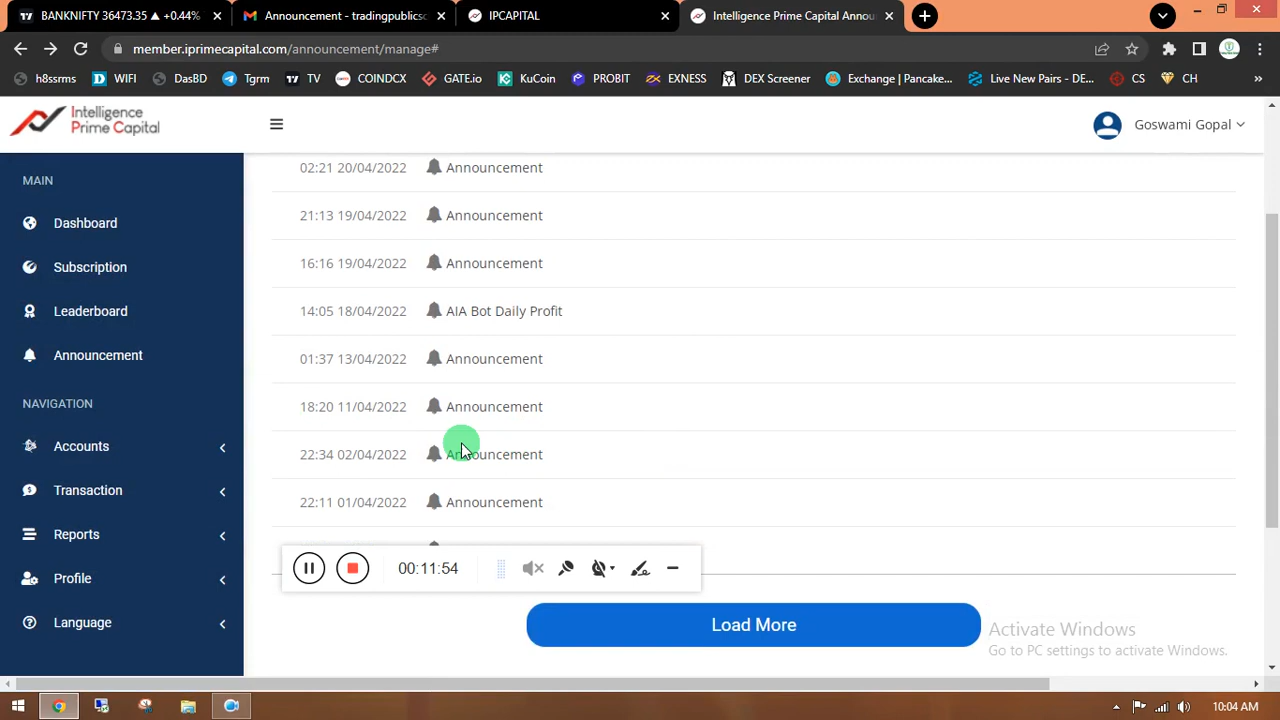 BANKNIFTY 36473.35 ▲ +0.44%
Announcement - tradingpublicsc
IPCAPITAL
Intelligence Prime Capital Annou
member.iprimecapital.com/announcement/manage#
h8ssrms
WIFI
DasBD
Tgrm
TV
COINDCX
GATE.io
KuCoin
PROBIT
EXNESS
DEX Screener
Exchange | Pancake...
Live New Pairs - DE...
CS
CH
»
Intelligence
Prime Capital
Goswami Gopal
MAIN
Dashboard
Subscription
Leaderboard
Announcement
NAVIGATION
Accounts
Transaction
Reports
Profile
Language
02:21 20/04/2022 Announcement
21:13 19/04/2022 Announcement
16:16 19/04/2022 Announcement
14:05 18/04/2022 AIA Bot Daily Profit
01:37 13/04/2022 Announcement
18:20 11/04/2022 Announcement
22:34 02/04/2022 Announcement
22:11 01/04/2022 Announcement
00:11:54
Load More
Activate Windows
Go to PC settings to activate Windows.
10:04 AM